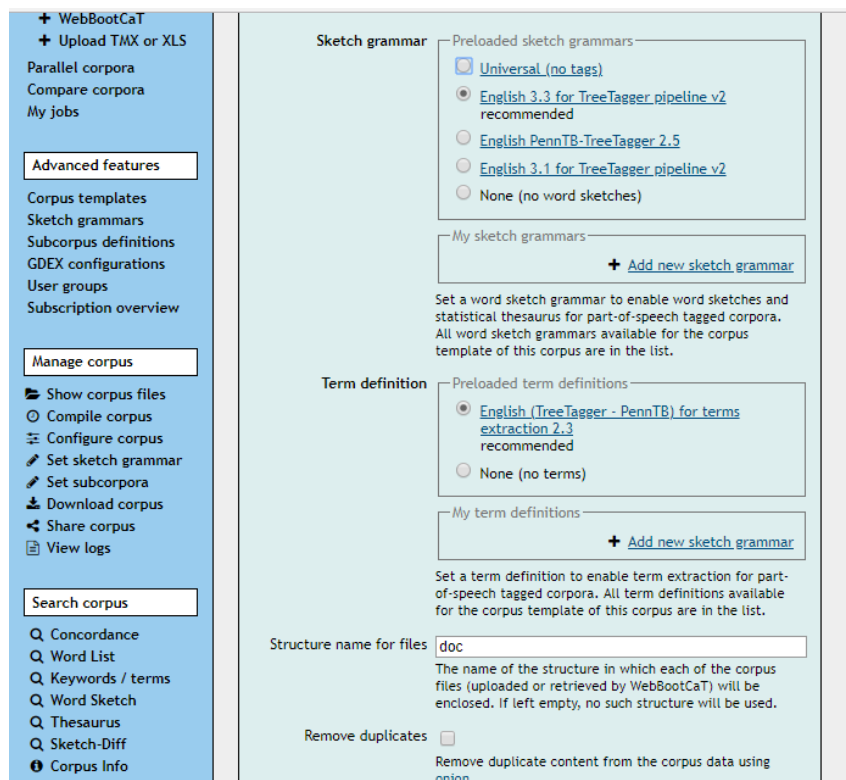 + WebBootCaT
+ Upload TMX or XLS
Parallel corpora
Compare corpora
My jobs
Advanced features
Corpus templates
Sketch grammars
Subcorpus definitions
GDEX configurations
User groups
Subscription overview
Manage corpus
Show corpus files
Compile corpus
Configure corpus
Set sketch grammar
Set subcorpora
Download corpus
Share corpus
View logs
Search corpus
Concordance
Word List
Keywords / terms
Word Sketch
Thesaurus
Sketch-Diff
Corpus Info
Sketch grammar
Preloaded sketch grammars
Universal (no tags)
English 3.3 for TreeTagger pipeline v2
recommended
English PennTB-TreeTagger 2.5
English 3.1 for TreeTagger pipeline v2
None (no word sketches)
My sketch grammars
+ Add new sketch grammar
Set a word sketch grammar to enable word sketches and
statistical thesaurus for part-of-speech tagged corpora.
All word sketch grammars available for the corpus
template of this corpus are in the list.
Term definition
Preloaded term definitions
English (TreeTagger - PennTB) for terms
extraction 2.3
recommended
None (no terms)
My term definitions
+ Add new sketch grammar
Set a term definition to enable term extraction for part-
of-speech tagged corpora. All term definitions available
for the corpus template of this corpus are in the list.
Structure name for files
doc
The name of the structure in which each of the corpus
files (uploaded or retrieved by WebBootCaT) will be
enclosed. If left empty, no such structure will be used.
Remove duplicates
Remove duplicate content from the corpus data using
onion